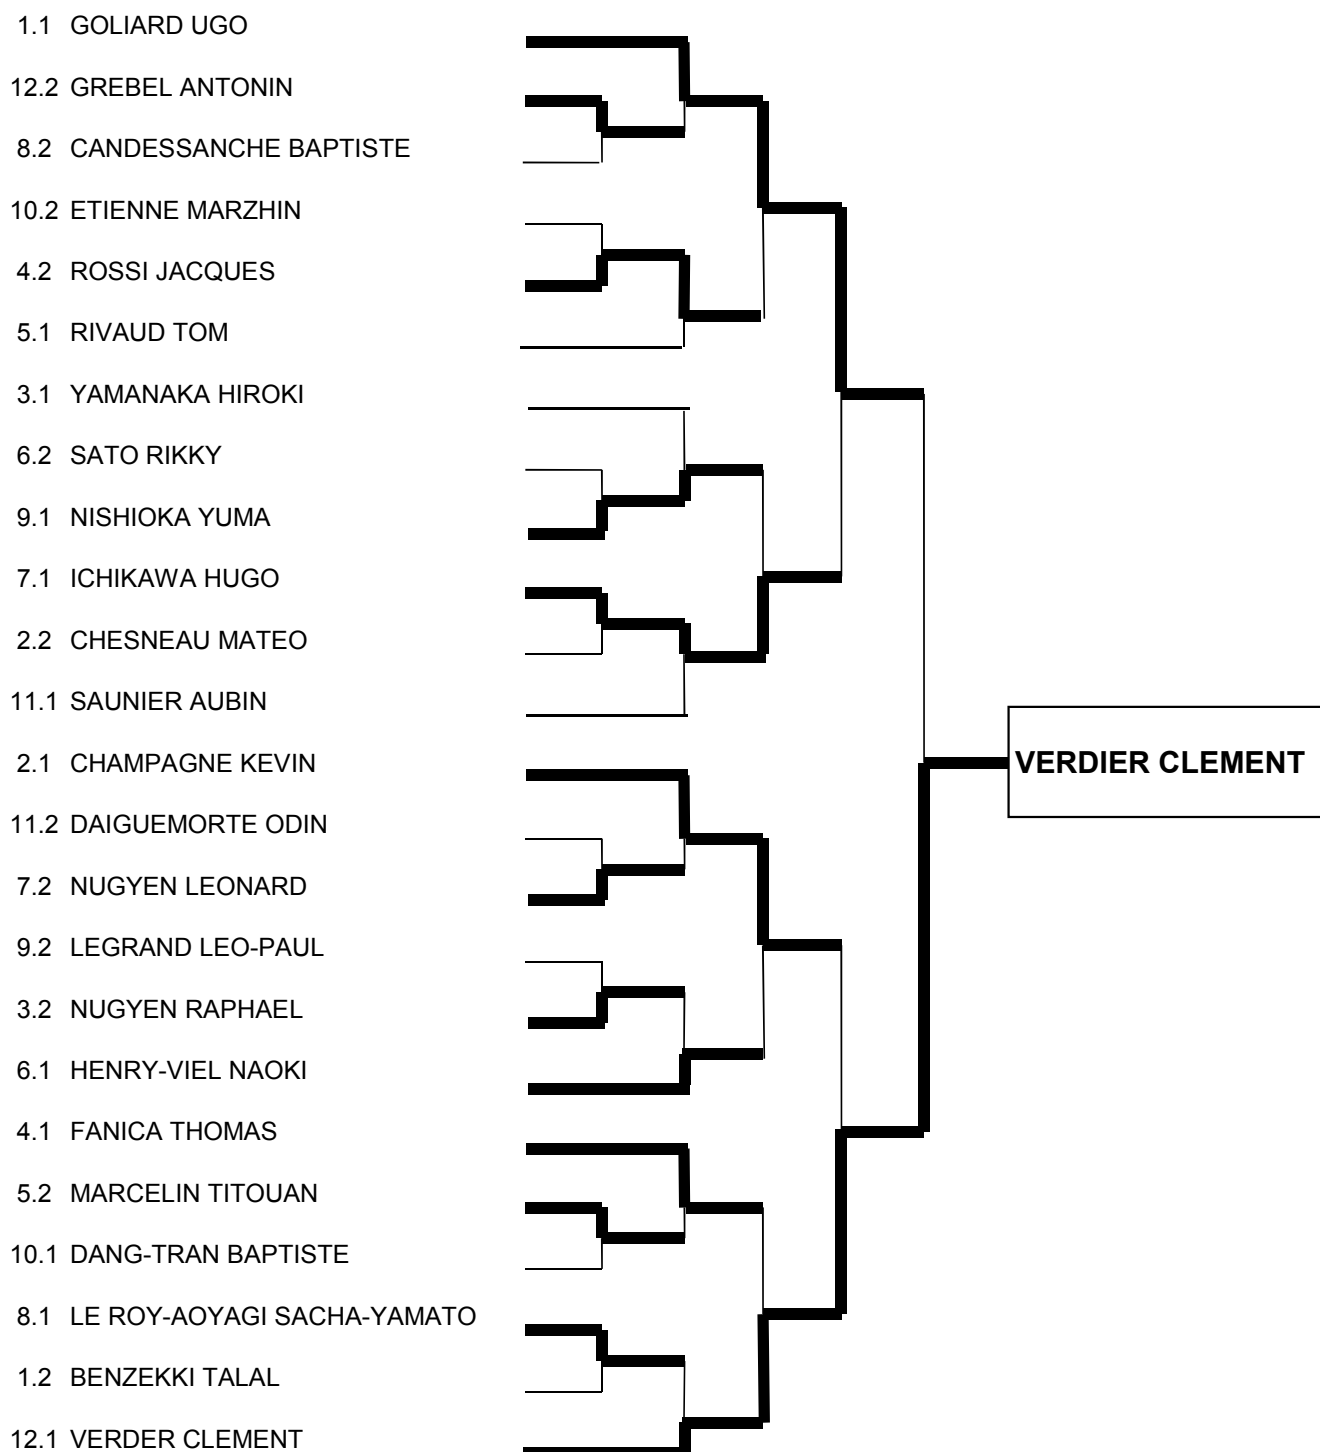 1.1 GOLIARD UGO
12.2 GREBEL ANTONIN
8.2 CANDESSANCHE BAPTISTE
10.2 ETIENNE MARZHIN
4.2 ROSSI JACQUES
5.1 RIVAUD TOM
3.1 YAMANAKA HIROKI
6.2 SATO RIKKY
9.1 NISHIOKA YUMA
7.1 ICHIKAWA HUGO
2.2 CHESNEAU MATEO
11.1 SAUNIER AUBIN
2.1 CHAMPAGNE KEVIN
VERDIER CLEMENT
11.2 DAIGUEMORTE ODIN
7.2 NUGYEN LEONARD
9.2 LEGRAND LEO-PAUL
3.2 NUGYEN RAPHAEL
6.1 HENRY-VIEL NAOKI
4.1 FANICA THOMAS
5.2 MARCELIN TITOUAN
10.1 DANG-TRAN BAPTISTE
8.1 LE ROY-AOYAGI SACHA-YAMATO
1.2 BENZEKKI TALAL
12.1 VERDER CLEMENT